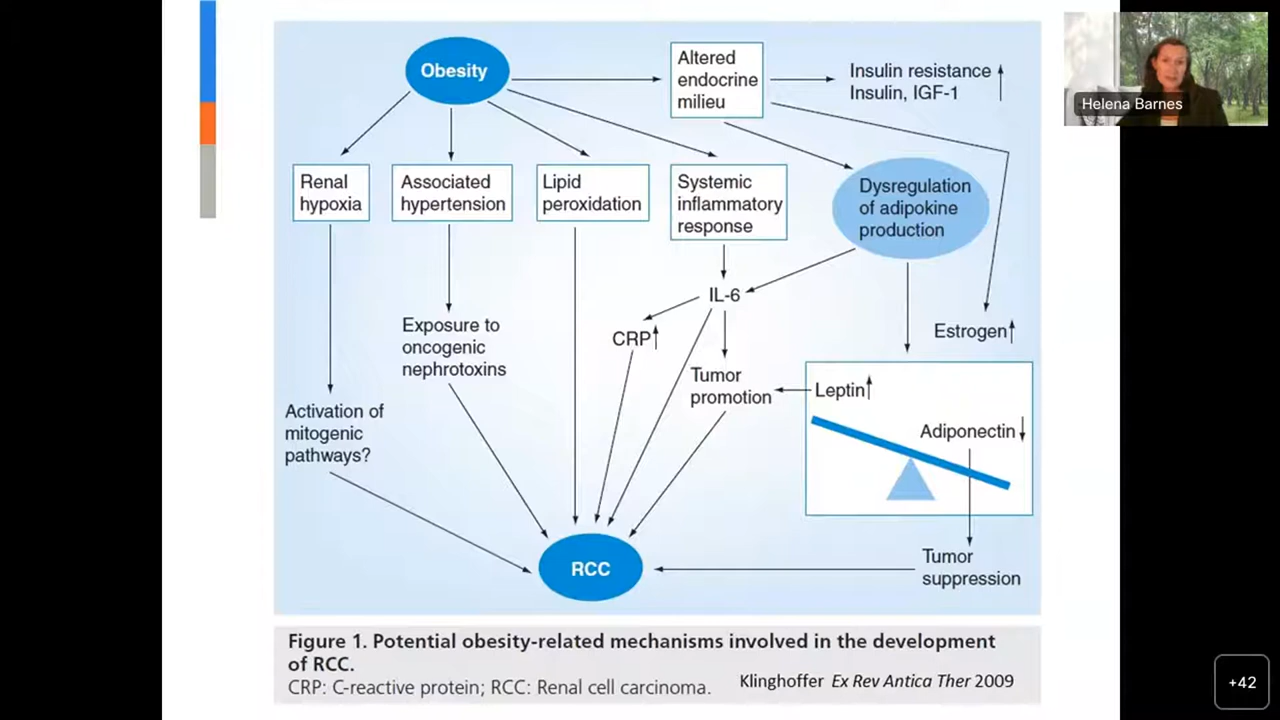 Obesity
Altered
endocrine
milieu
Insulin resistance
Insulin, IGF-1
Helena Barnes
Renal
hypoxia
Associated
hypertension
Lipid
peroxidation
Systemic
inflammatory
response
Dysregulation
of adipokine
production
IL-6
CRP
Estrogen
Exposure to
oncogenic
nephrotoxins
Tumor
promotion
Leptin
Adiponectin
Activation of
mitogenic
pathways?
RCC
Tumor
suppression
Figure 1. Potential obesity-related mechanisms involved in the development
of RCC.
CRP: C-reactive protein; RCC: Renal cell carcinoma.
Klinghoffer Ex Rev Antica Ther 2009
+42